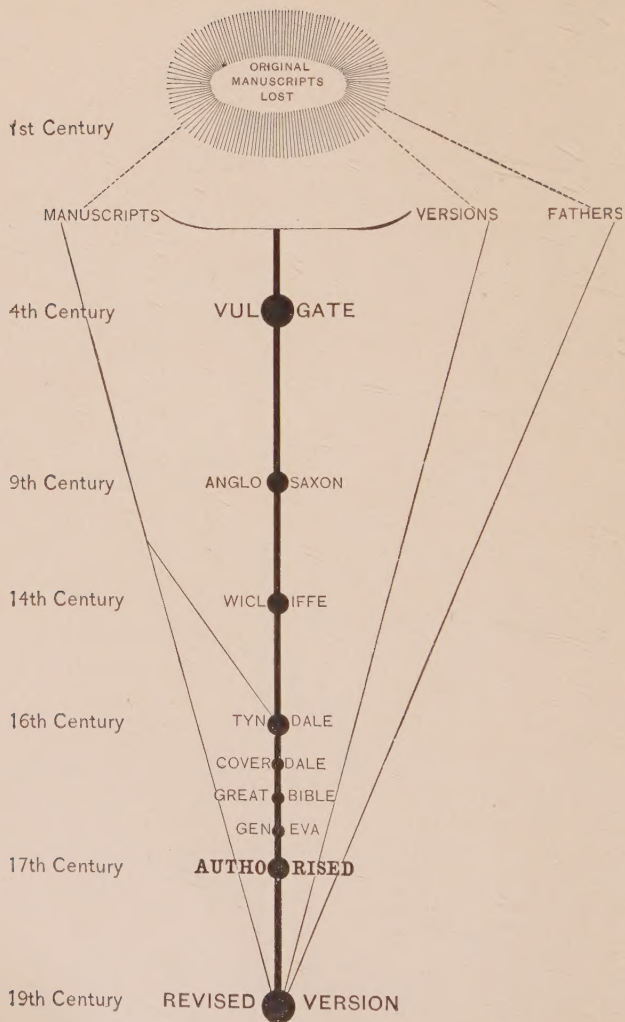 ORIGINAL
MANUSCRIPTS
LOST
1st Century
MANUSCRIPTS VERSIONS FATHERS
4th Century VULGATE
9th Century ANGLO SAXON
14th Century WICLIFFE
16th Century TYNDALE
COVERDALE
GREAT BIBLE
GENEVA
17th Century AUTHORISED
19th Century REVISED VERSION